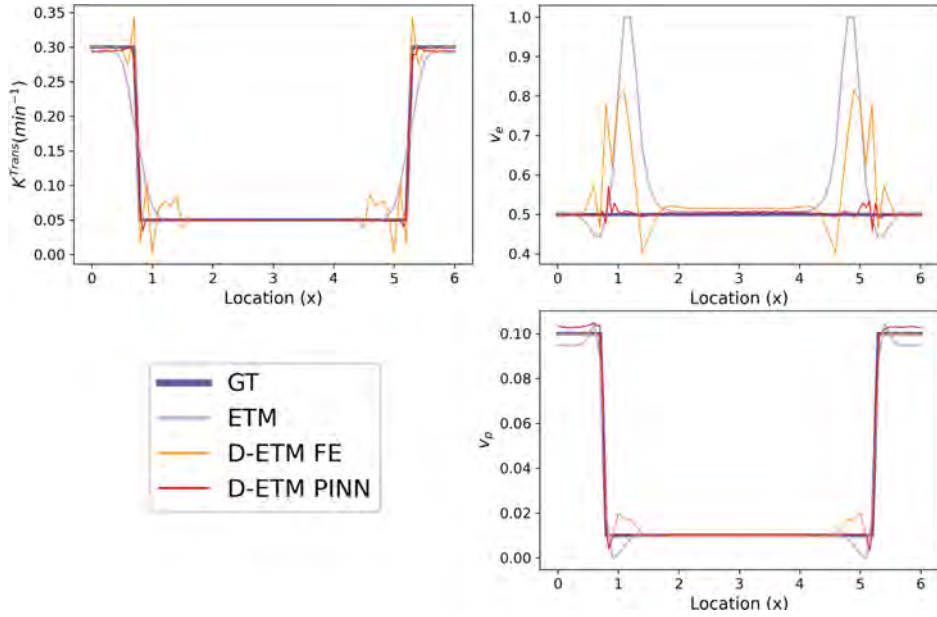 0.30
0.25
0.20
0.15
0.10
0.05
0.00
K^Trans(min^−1)
0 1 2 3 4 5 6
Location (x)
1.0
0.9
0.8
0.7
0.6
0.5
0.4
v_e
0 1 2 3 4 5 6
Location (x)
GT
ETM
D-ETM FE
D-ETM PINN
0.10
0.08
0.06
0.04
0.02
0.00
v_p
0 1 2 3 4 5 6
Location (x)